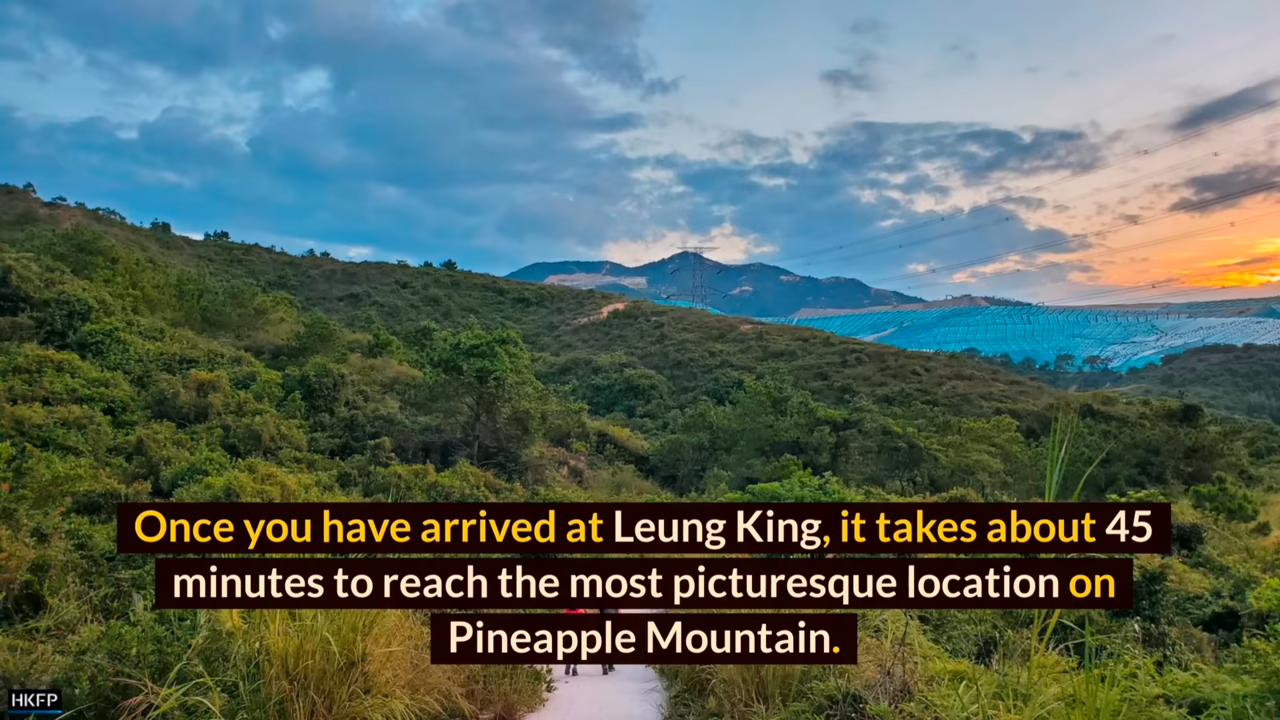 Once you have arrived at Leung King, it takes about 45
minutes to reach the most picturesque location on
Pineapple Mountain.
HKFP